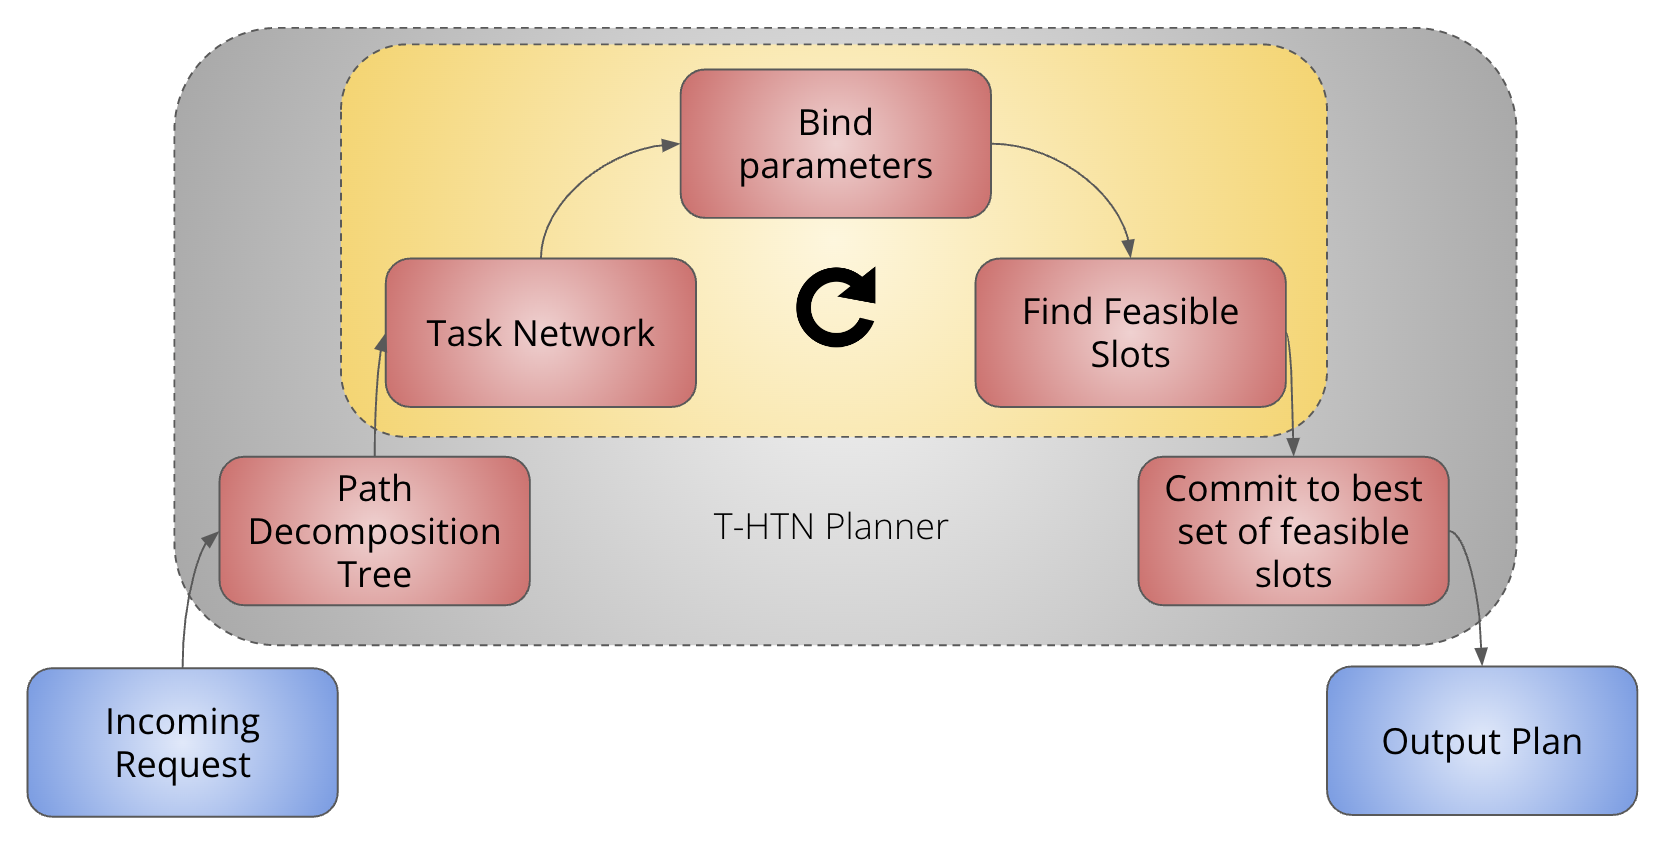 Bind
parameters
Task Network
Find Feasible
Slots
Path
Decomposition
Tree
T-HTN Planner
Commit to best
set of feasible
slots
Incoming
Request
Output Plan